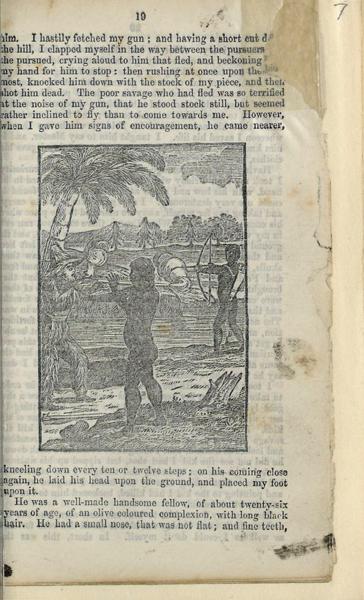 19
7
him. I hastily fetched my gun; and having a short cut
the hill, I clapped myself in the way between the pursuers
the pursued, crying aloud to him that fled, and beckoning
my hand for him to stop: then rushing at once upon the
most, knocked him down with the stock of my piece, and then
shot him dead. The poor savage who had fled was so terrified
at the noise of my gun, that he stood stock still, but seemed
rather inclined to fly than to come towards me. However,
when I gave him signs of encouragement, he came nearer,
kneeling down every ten or twelve steps; on his coming close
again, he laid his head upon the ground, and placed my foot
upon it.
He was a well-made handsome fellow, of about twenty-six
years of age, of an olive coloured complexion, with long black
hair. He had a small nose, that was not flat; and fine teeth,